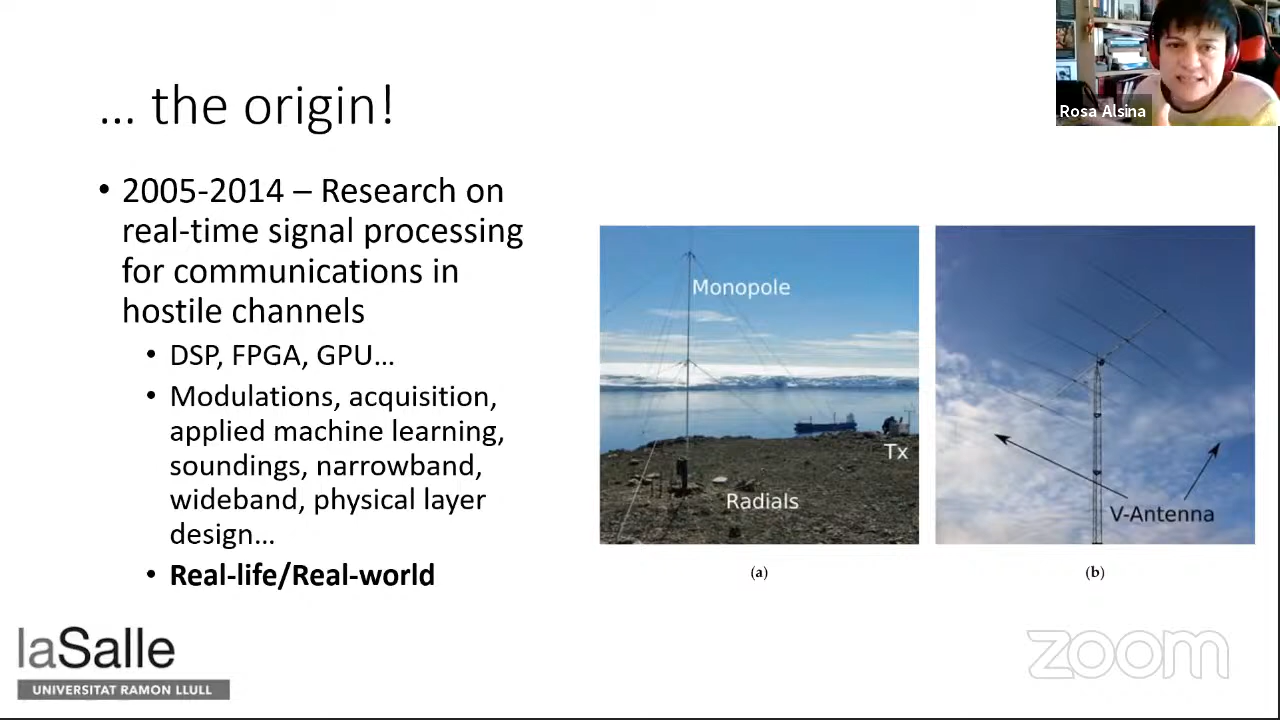 Rosa Alsina
... the origin!
• 2005-2014 – Research on
real-time signal processing
for communications in
hostile channels
• DSP, FPGA, GPU...
• Modulations, acquisition,
applied machine learning,
soundings, narrowband,
wideband, physical layer
design...
• Real-life/Real-world
Monopole
Tx
Radials
(a)
V-Antenna
(b)
laSalle
UNIVERSITAT RAMON LLULL
zoom